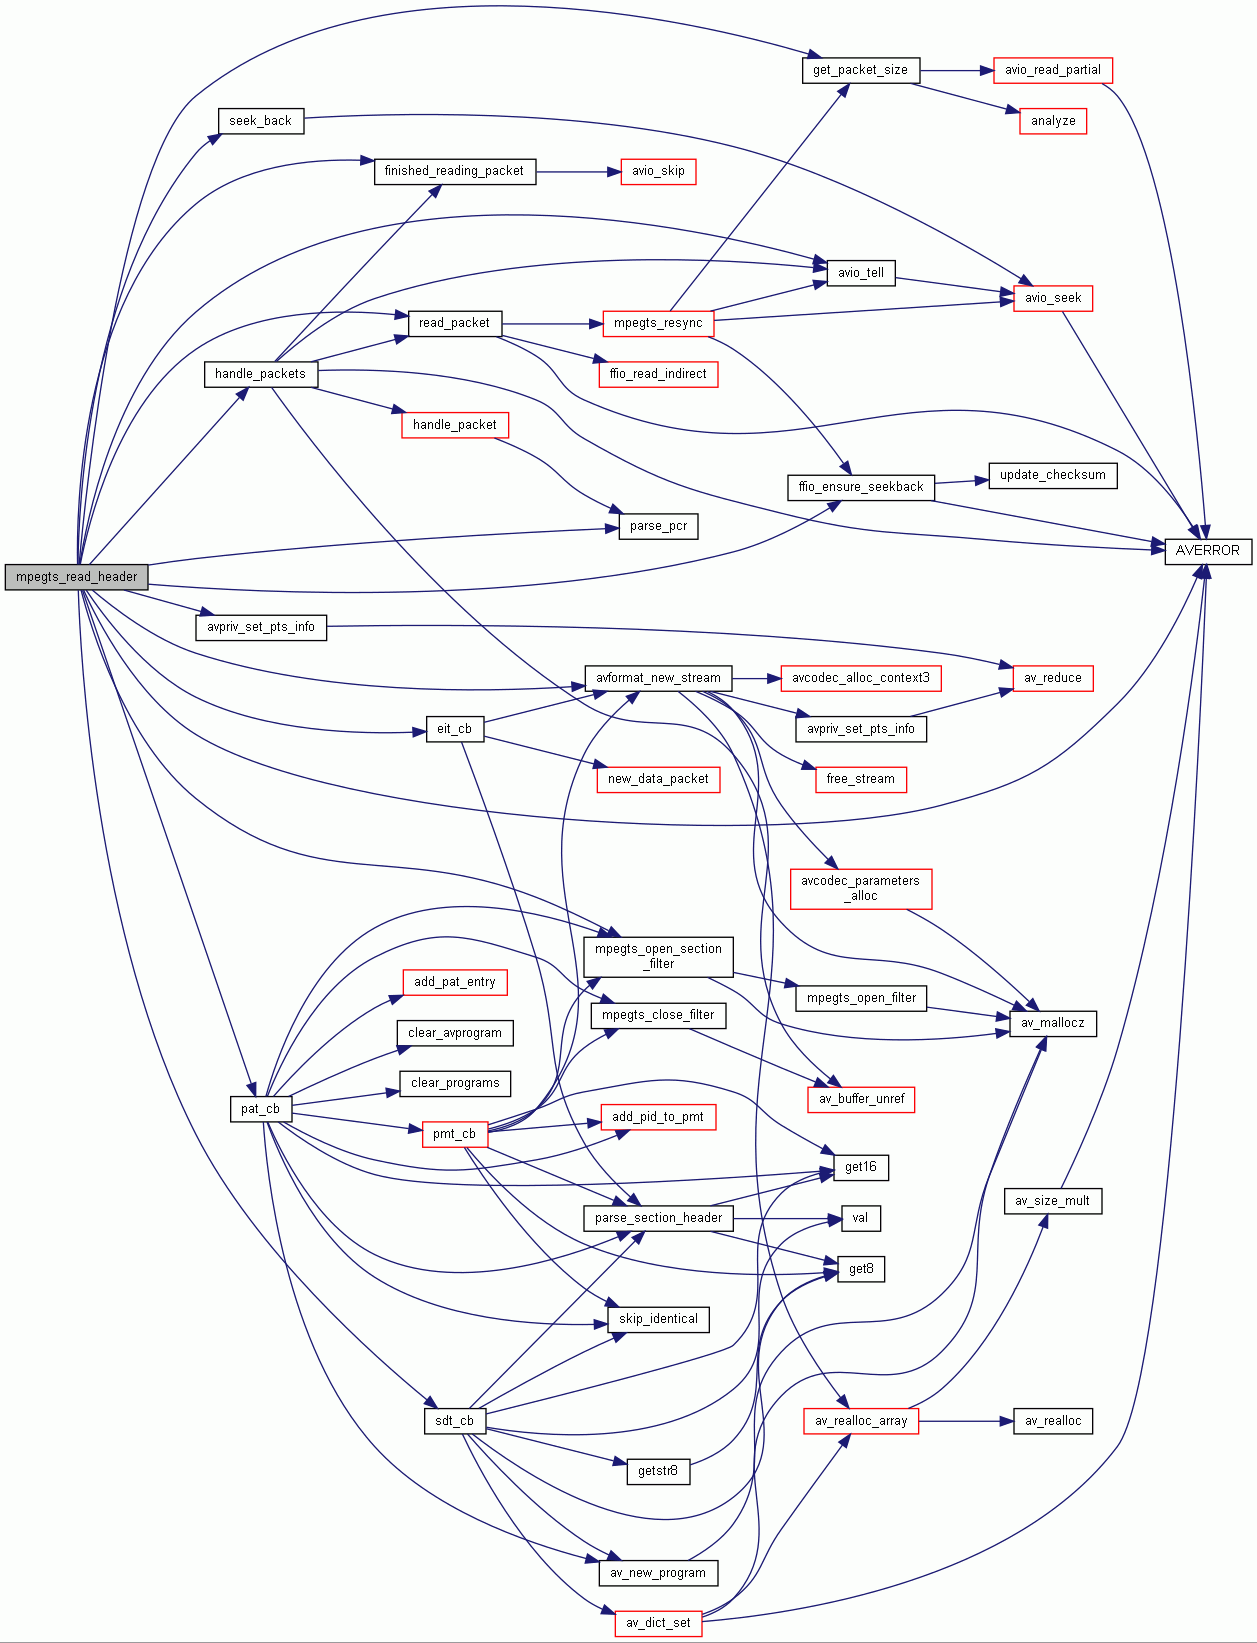 get_packet_size
avio_read_partial
seek_back
analyze
finished_reading_packet
avio_skip
avio_tell
avio_seek
read_packet
mpegts_resync
handle_packets
ffio_read_indirect
handle_packet
ffio_ensure_seekback
update_checksum
parse_pcr
AVERROR
mpegts_read_header
avpriv_set_pts_info
avformat_new_stream
avcodec_alloc_context3
av_reduce
eit_cb
avpriv_set_pts_info
new_data_packet
free_stream
avcodec_parameters
_alloc
mpegts_open_section
_filter
add_pat_entry
mpegts_open_filter
mpegts_close_filter
av_mallocz
clear_avprogram
clear_programs
av_buffer_unref
pat_cb
add_pid_to_pmt
pmt_cb
get16
av_size_mult
parse_section_header
val
get8
skip_identical
sdt_cb
av_realloc_array
av_realloc
getstr8
av_new_program
av_dict_set